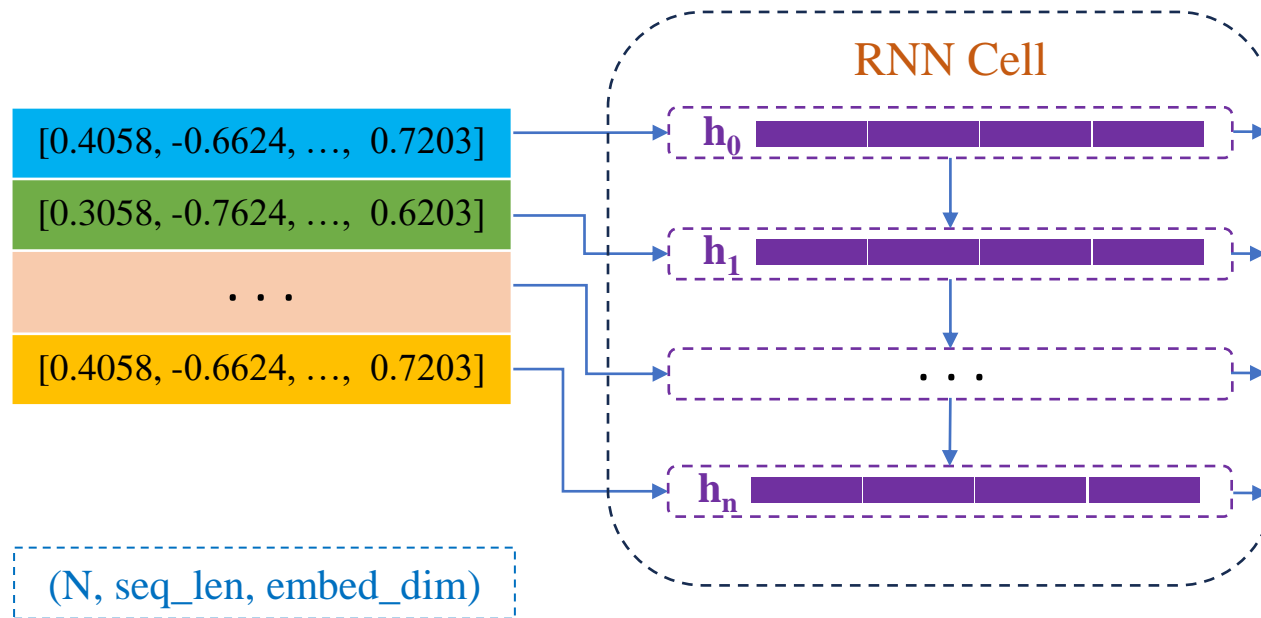 RNN Cell
[0.4058, -0.6624, …, 0.7203]
[0.3058, -0.7624, …, 0.6203]
. . .
[0.4058, -0.6624, …, 0.7203]
h₀
h₁
. . .
hₙ
(N, seq_len, embed_dim)